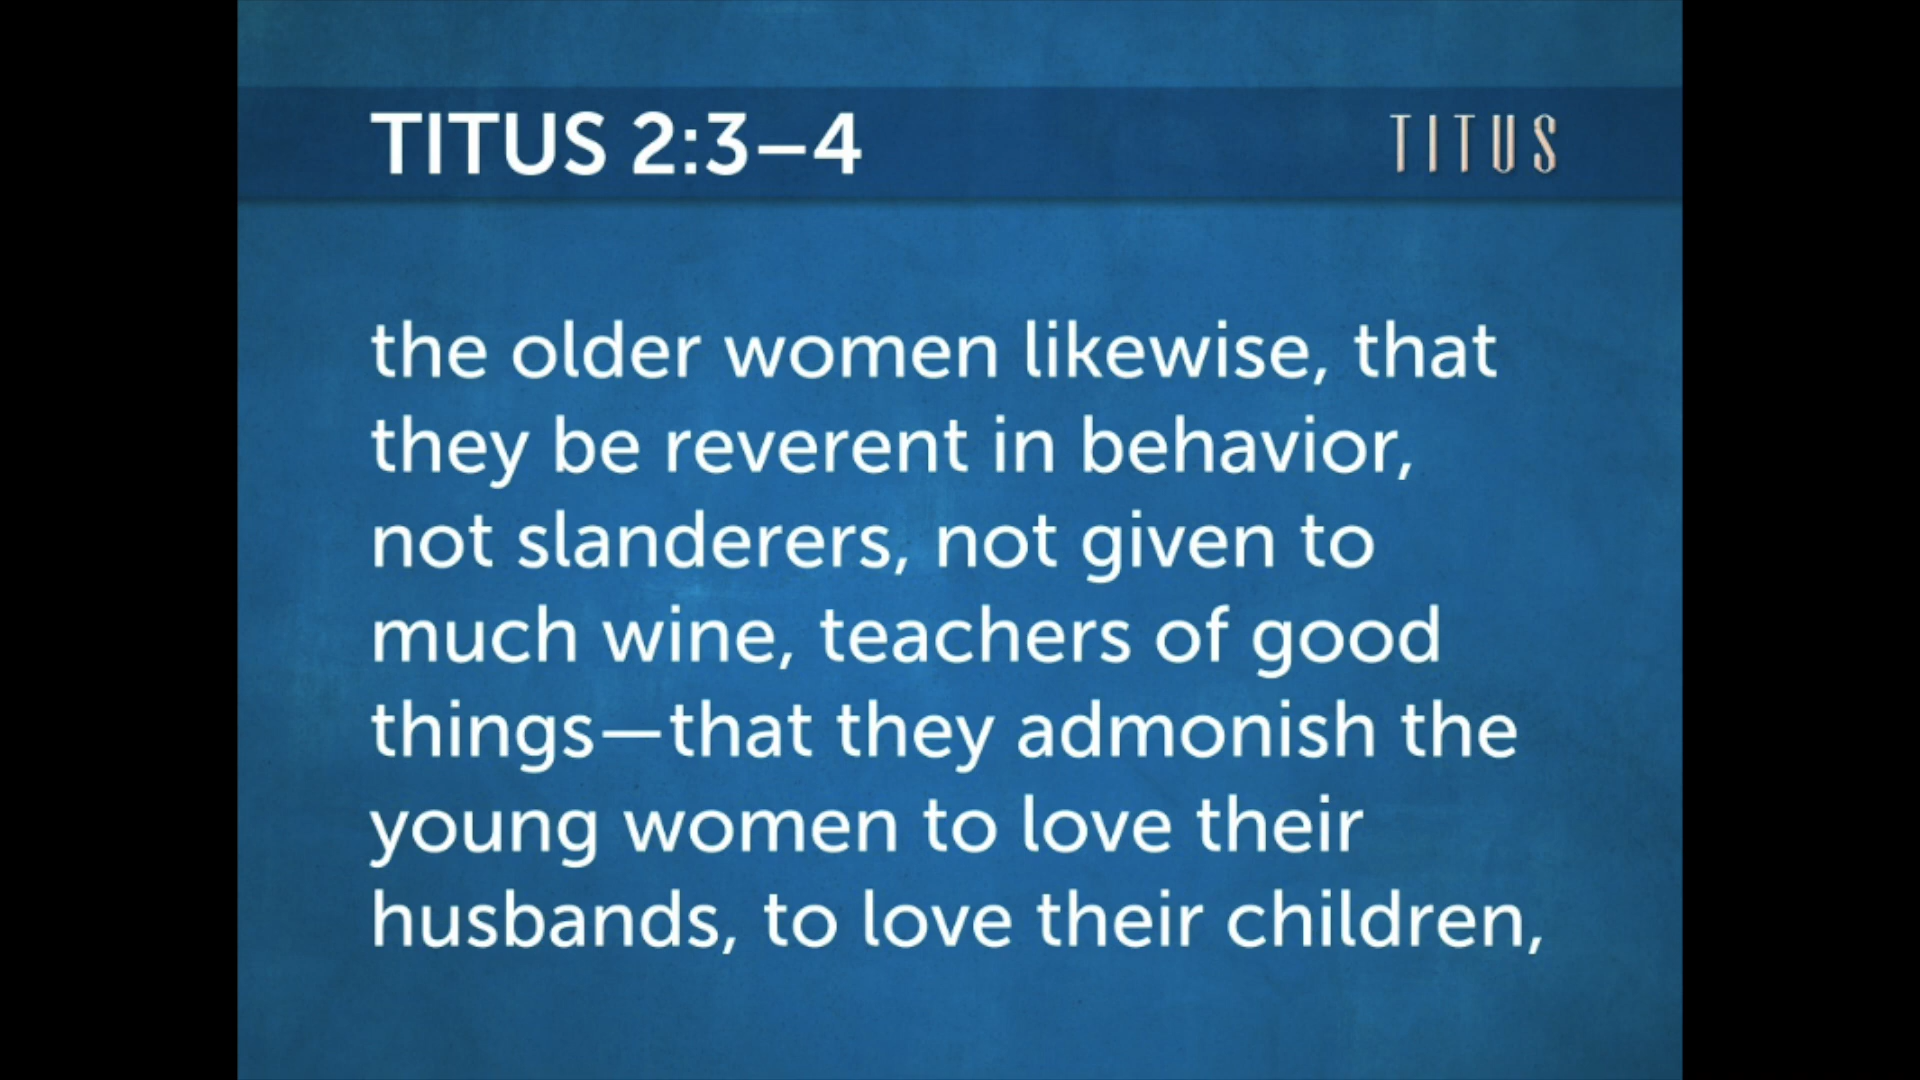 TITUS 2:3–4
TITUS
the older women likewise, that
they be reverent in behavior,
not slanderers, not given to
much wine, teachers of good
things—that they admonish the
young women to love their
husbands, to love their children,